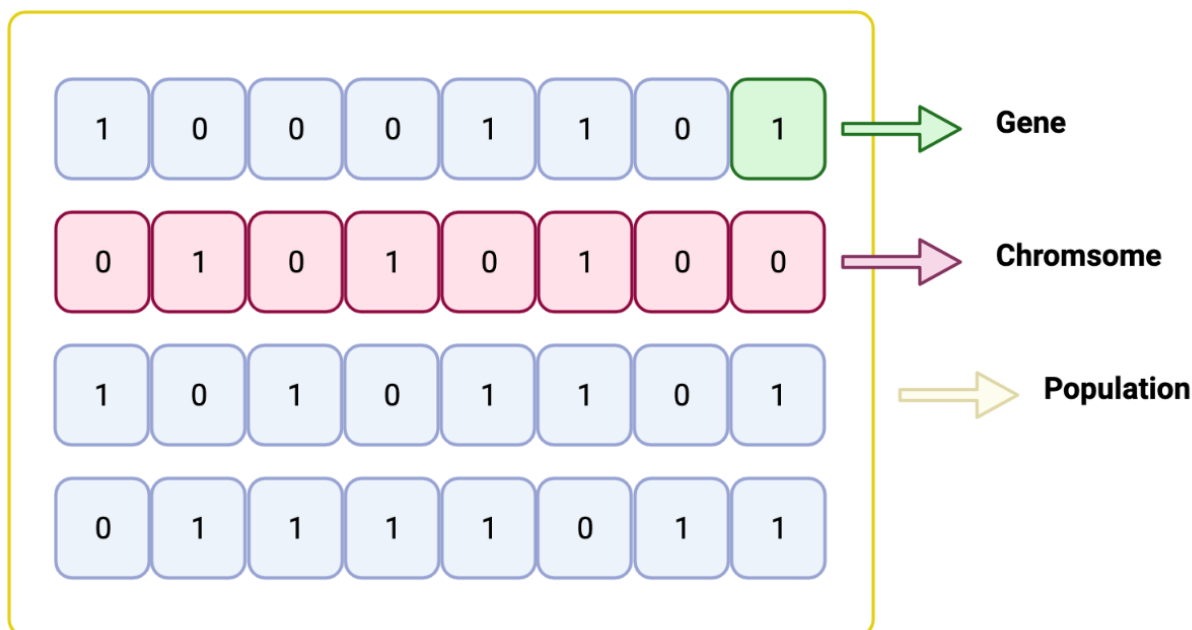 1 0 0 0 1 1 0 1 Gene
0 1 0 1 0 1 0 0 Chromsome
1 0 1 0 1 1 0 1 Population
0 1 1 1 1 0 1 1